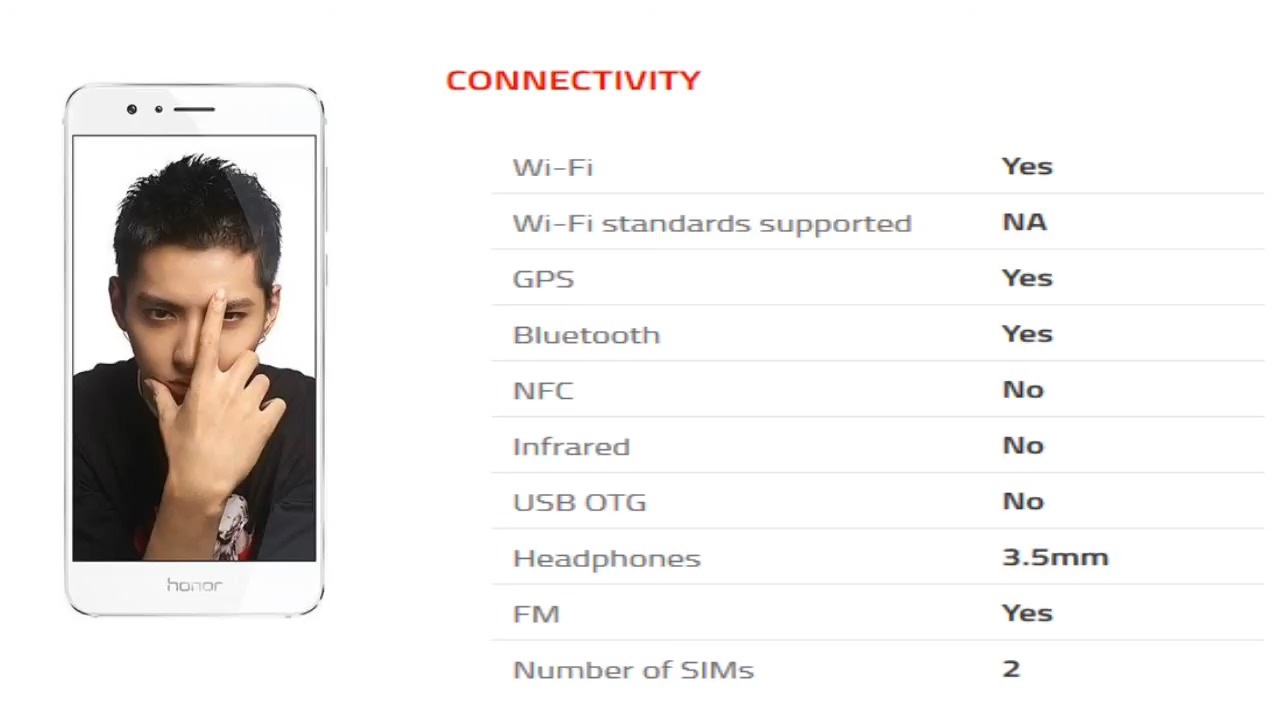 CONNECTIVITY
Wi-Fi Yes
Wi-Fi standards supported NA
GPS Yes
Bluetooth Yes
NFC No
Infrared No
USB OTG No
Headphones 3.5mm
FM Yes
Number of SIMs 2
honor